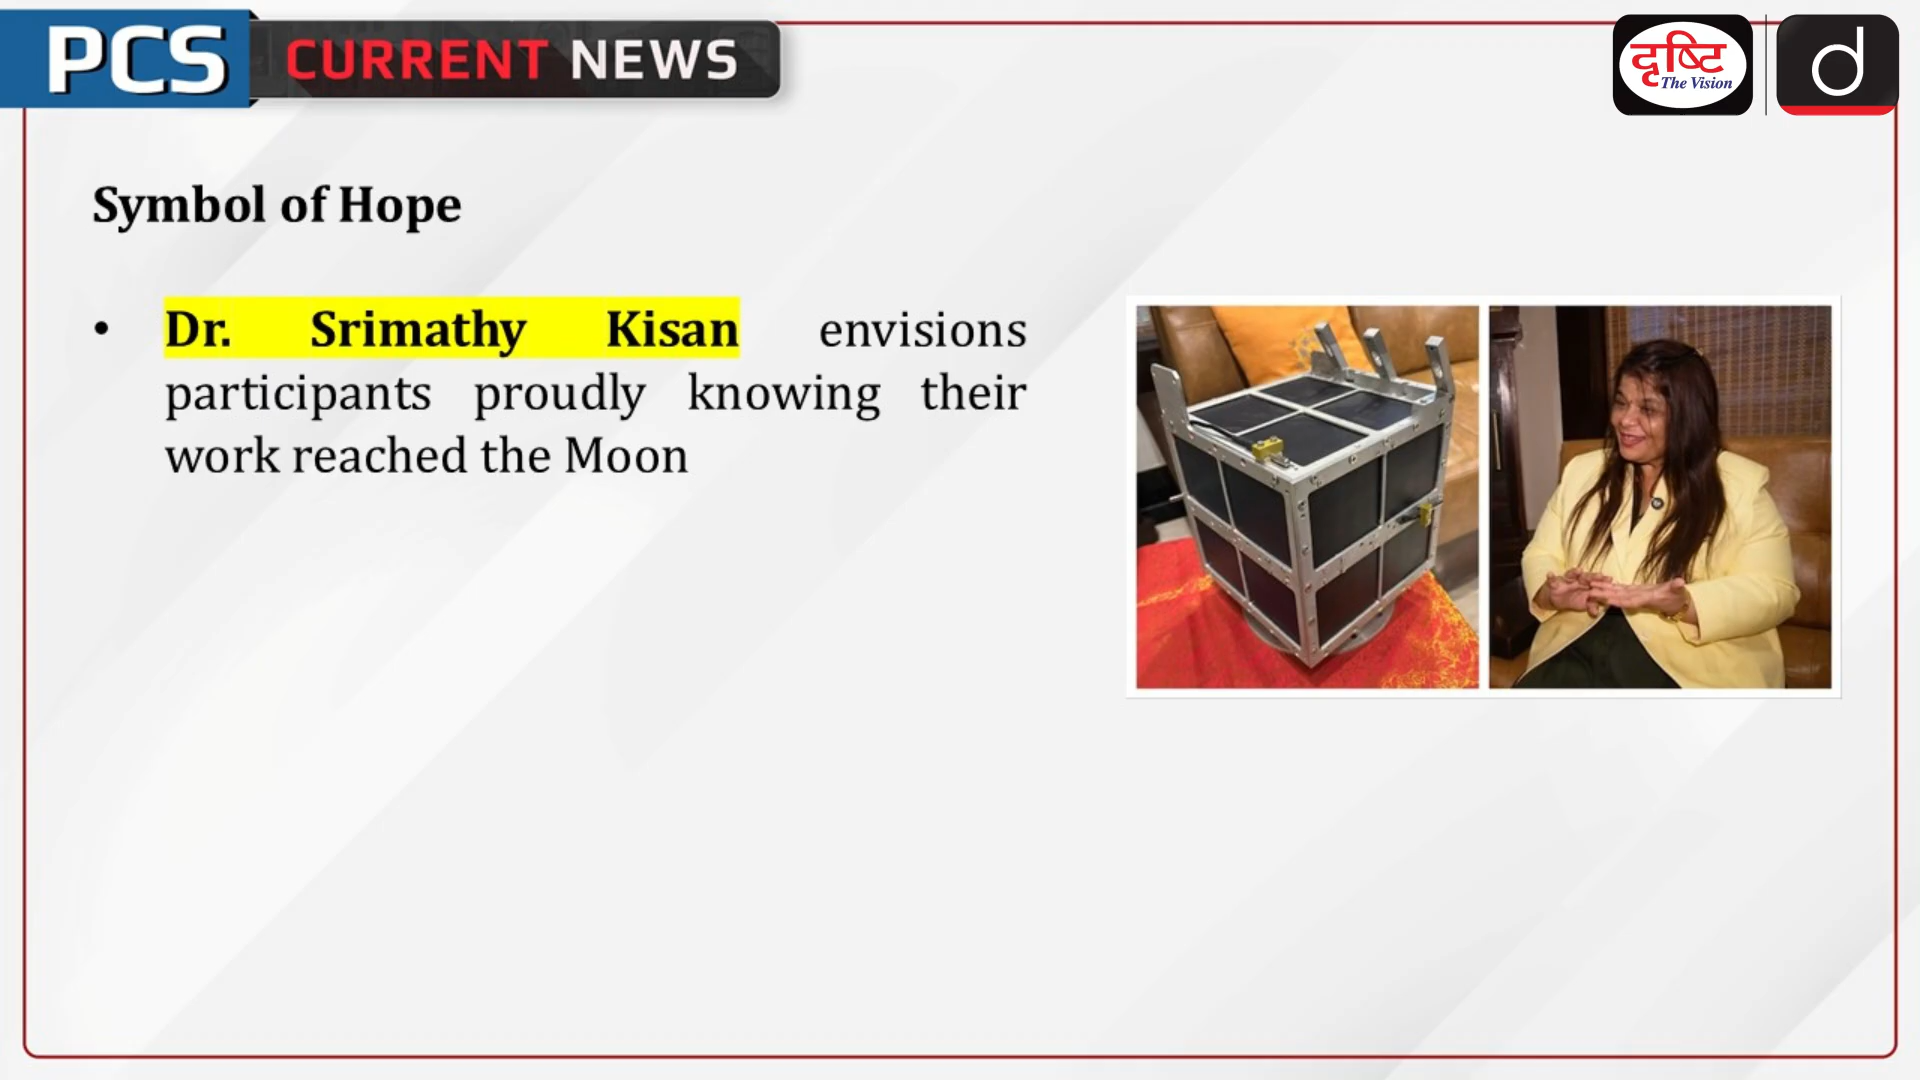 PCS CURRENT NEWS
दृष्टि
The Vision
d
Symbol of Hope
• Dr. Srimathy Kisan envisions
participants proudly knowing their
work reached the Moon